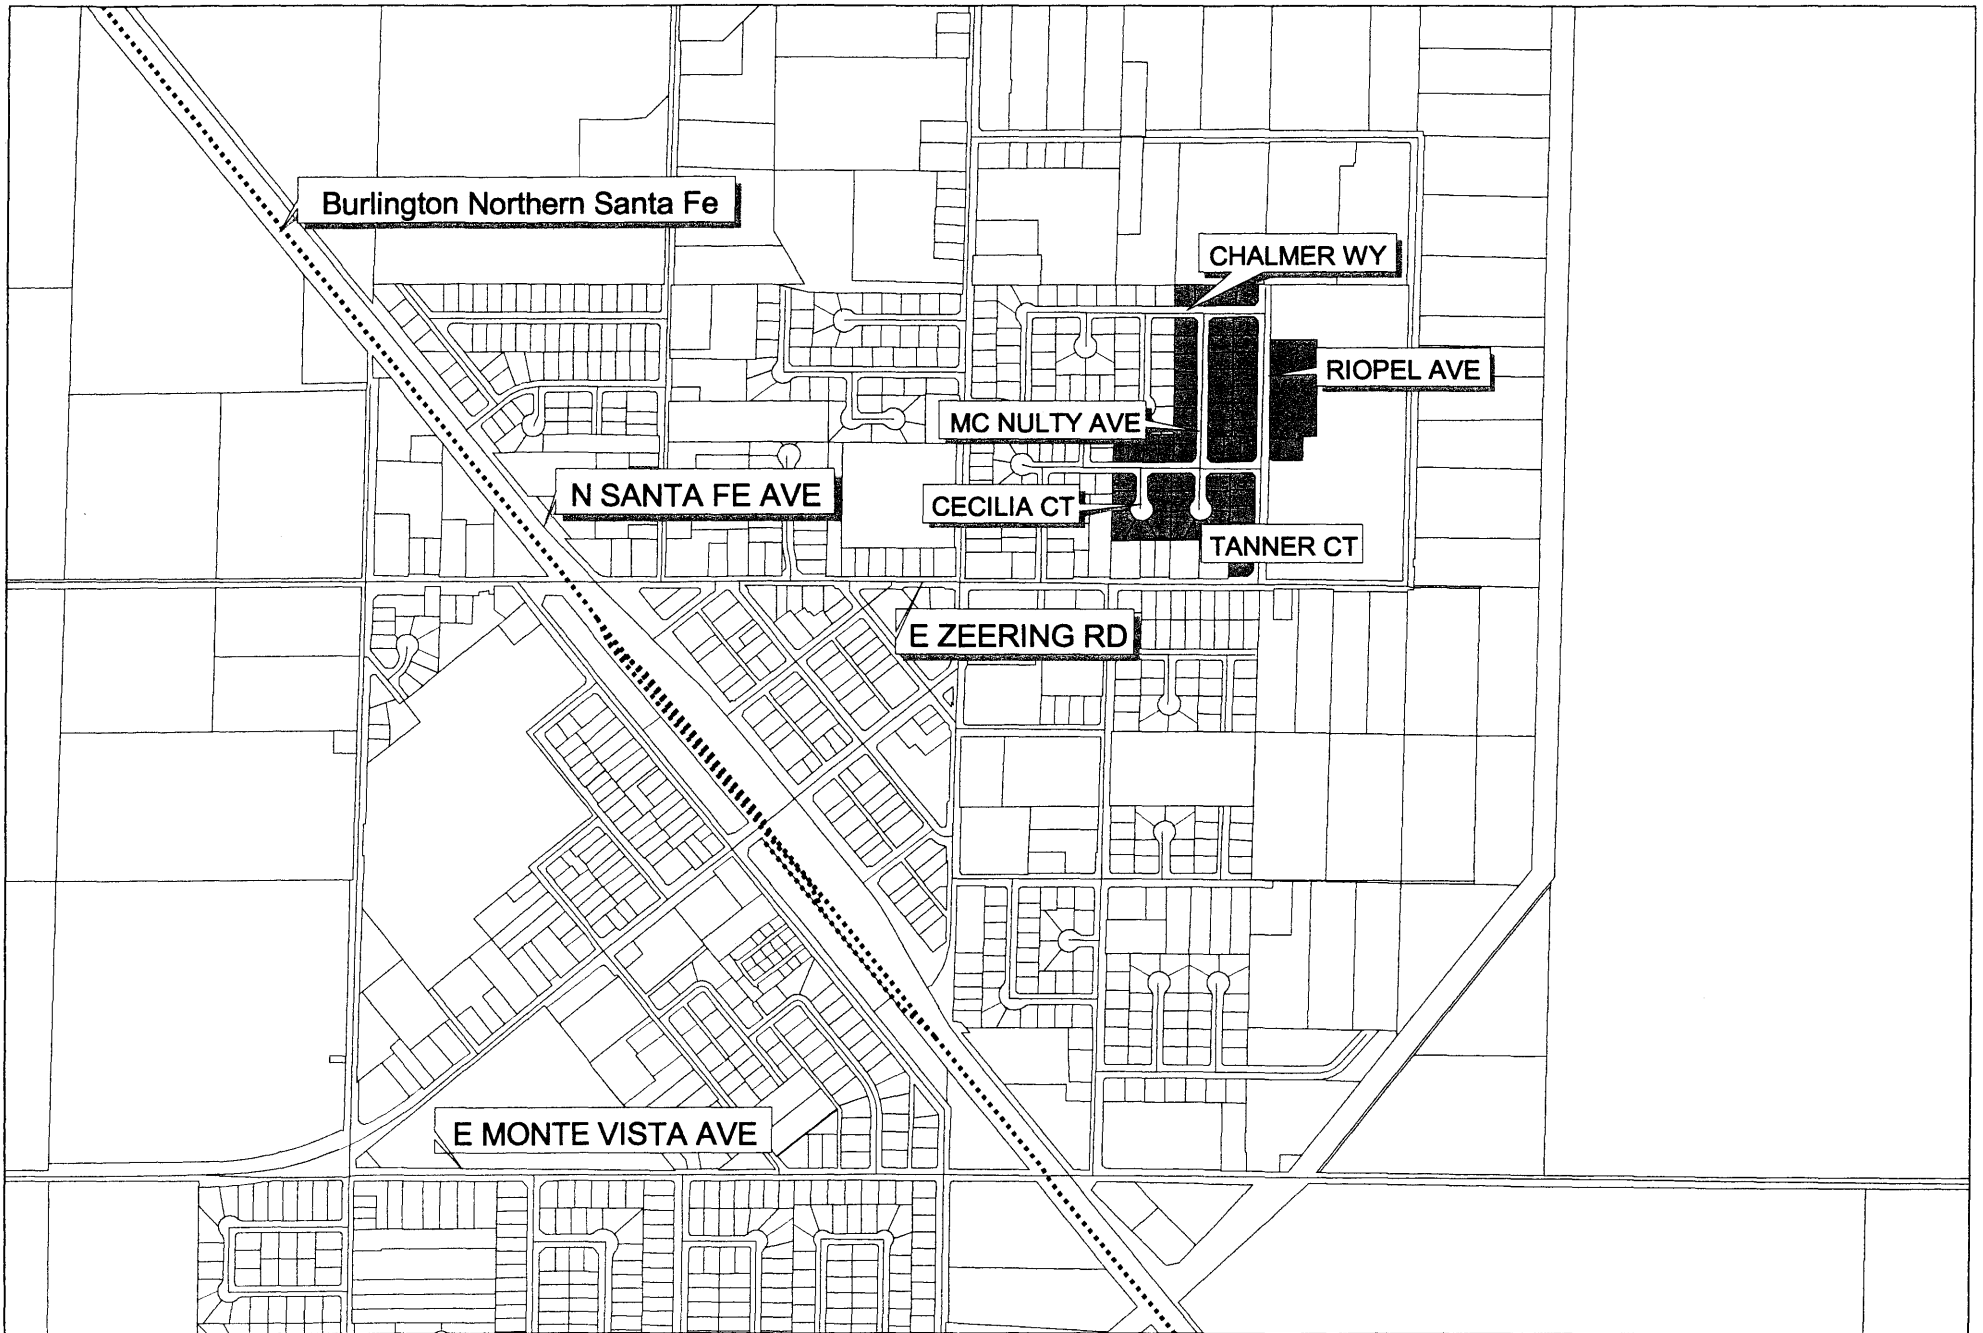 Burlington Northern Santa Fe
CHALMER WY
RIOPEL AVE
MC NULTY AVE
N SANTA FE AVE
CECILIA CT
TANNER CT
E ZEERING RD
E MONTE VISTA AVE